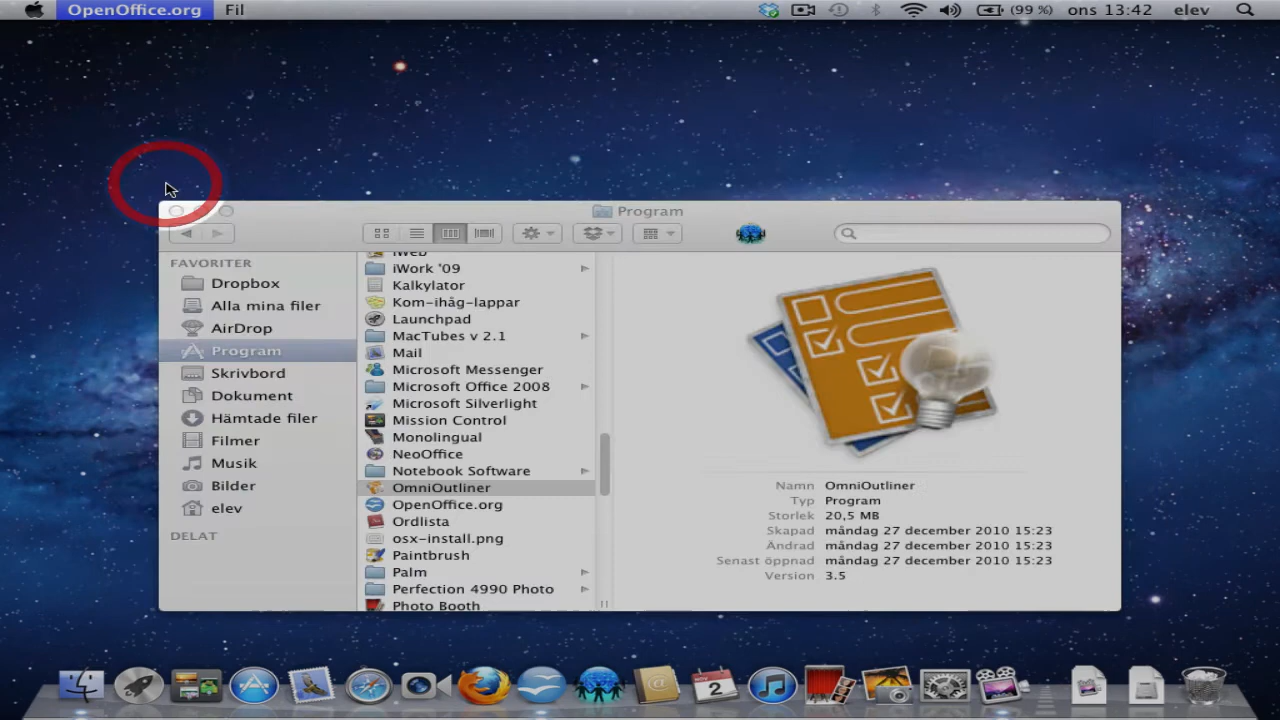 OpenOffice.org Fil (99 %) ons 13:42 elev
Program
FAVORITER
Dropbox
Alla mina filer
AirDrop
Program
Skrivbord
Dokument
Hämtade filer
Filmer
Musik
Bilder
elev
DELAT
iWeb
iWork '09
Kalkylator
Kom-ihåg-lappar
Launchpad
MacTubes v 2.1
Mail
Microsoft Messenger
Microsoft Office 2008
Microsoft Silverlight
Mission Control
Monolingual
NeoOffice
Notebook Software
OmniOutliner
OpenOffice.org
Ordlista
osx-install.png
Paintbrush
Palm
Perfection 4990 Photo
Photo Booth
Namn OmniOutliner
Typ Program
Storlek 20,5 MB
Skapad måndag 27 december 2010 15:23
Ändrad måndag 27 december 2010 15:23
Senast öppnad måndag 27 december 2010 15:23
Version 3.5
NOV
2